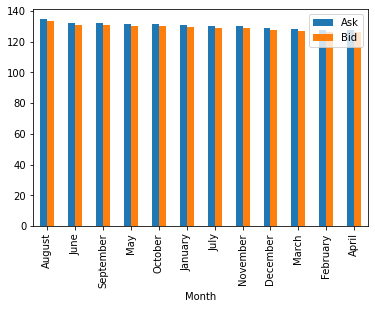 140
120
100
80
60
40
20
0
Ask
Bid
August
June
September
May
October
January
July
November
December
March
February
April
Month